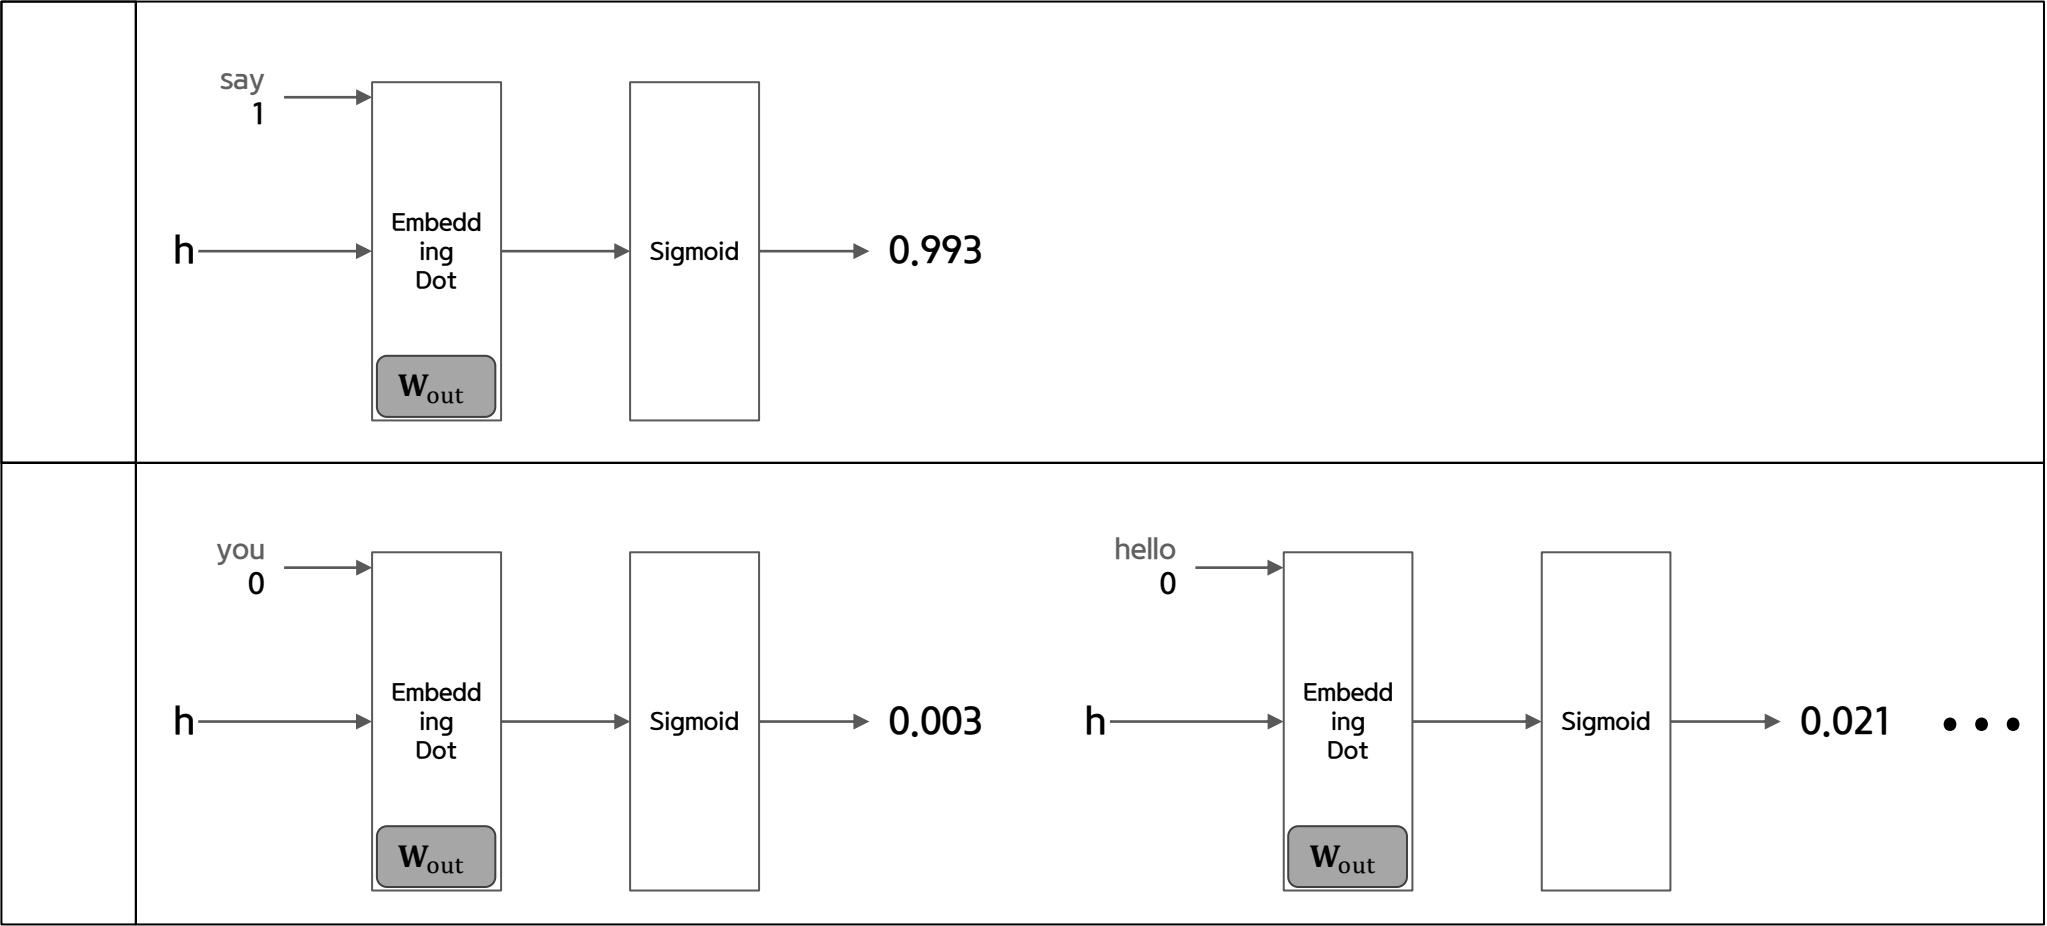 say
1
h
Embedd
ing
Dot
Wout
Sigmoid
0.993
you
0
h
Embedd
ing
Dot
Wout
Sigmoid
0.003
hello
0
h
Embedd
ing
Dot
Wout
Sigmoid
0.021
•••